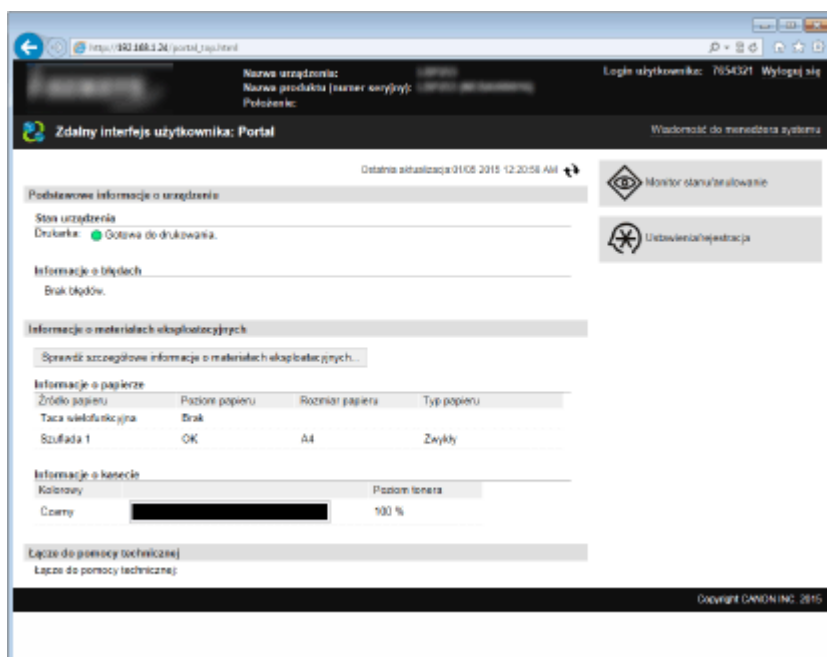 http://192.168.1.24/portal_top.html
Nazwa urządzenia:
Nazwa produktu (numer seryjny):
Położenie:
Login użytkownika: 7654321 Wyloguj się
Zdalny interfejs użytkownika: Portal
Wiadomość do menedżera systemu
Ostatnia aktualizacja:01/05 2015 12:20:58 AM
Monitor stanu/anulowanie
Ustawienia/rejestracja
Podstawowe informacje o urządzeniu
Stan urządzenia
Drukarka: Gotowa do drukowania.
Informacje o błędach
Brak błędów.
Informacje o materiałach eksploatacyjnych
Sprawdź szczegółowe informacje o materiałach eksploatacyjnych...
Informacje o papierze
Źródło papieru Poziom papieru Rozmiar papieru Typ papieru
Taca wielofunkcyjna Brak
Szuflada 1 OK A4 Zwykły
Informacje o kasecie
Kolorowy Poziom tonera
Czarny 100 %
Łącze do pomocy technicznej
Łącze do pomocy technicznej:
Copyright CANON INC. 2015